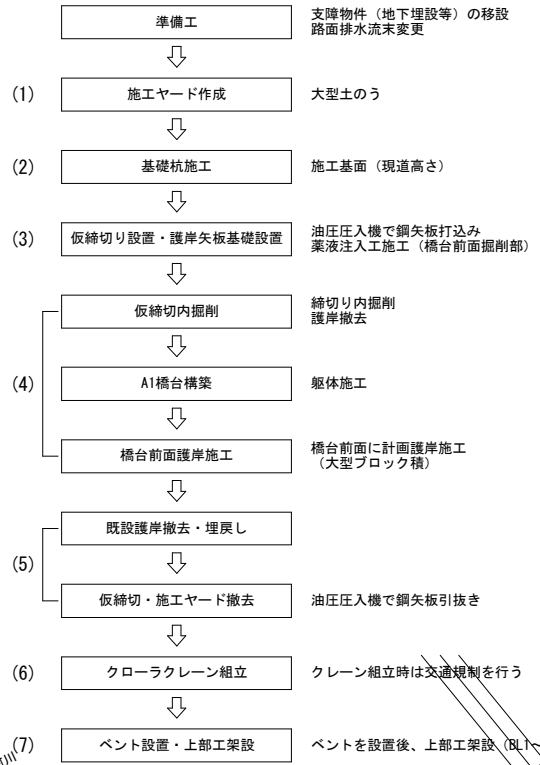 準備工
支障物件（地下埋設等）の移設
路面排水流末変更
(1)
施工ヤード作成
大型土のう
(2)
基礎杭施工
施工基面（現道高さ）
(3)
仮締切り設置・護岸矢板基礎設置
油圧圧入機で鋼矢板打込み
薬液注入工施工（橋台前面掘削部）
仮締切内掘削
締切り内掘削
護岸撤去
(4)
A1橋台構築
躯体施工
橋台前面護岸施工
橋台前面に計画護岸施工
（大型ブロック積）
既設護岸撤去・埋戻し
(5)
仮締切・施工ヤード撤去
油圧圧入機で鋼矢板引抜き
(6)
クローラクレーン組立
クレーン組立時は交通規制を行う
川
(7)
ベント設置・上部工架設
ベントを設置後、上部工架設（BL1～